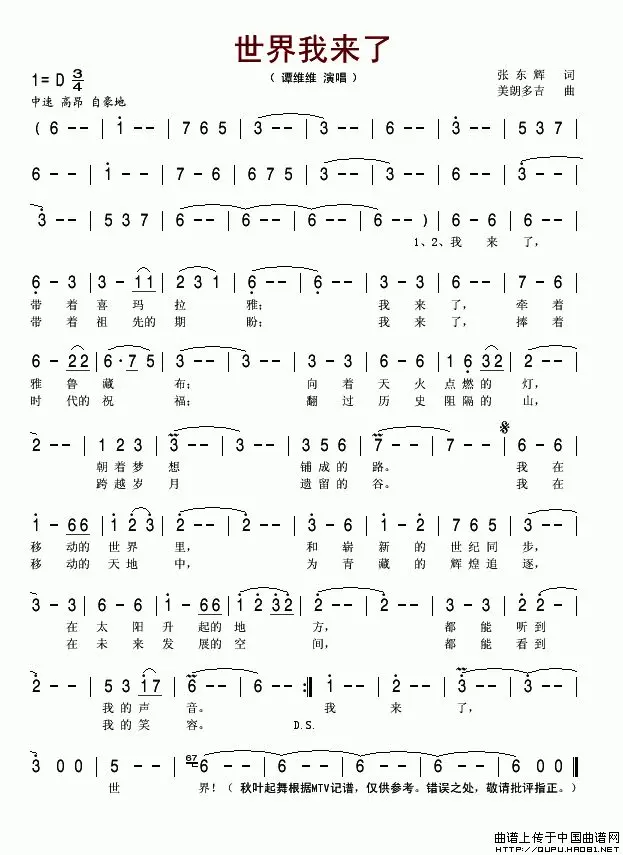 世界我来了
（ 谭维维 演唱 ）
1= D 3/4
张 东 辉 词
美朗多吉 曲
中速 高昂 自豪地
( 6 - - | 1 - - | 7 6 5 | 3 - - | 3 - - | 6 - - | 3 - - | 3 - - | 5 3 7 |
6 - - | 1 - - | 7 - 6 | 6 7 5 | 3 - - | 3 - - | 6 - - | 3 - - |
3 - - | 5 3 7 | 6 - - | 6 - - | 6 - - | 6 - - ) | 6 - 6 | 6 - - |
1、2、我 来 了，
6 - 3 | 3 - 11 | 2 3 1 | 6 - - | 6 - - | 3 - 3 | 6 - - | 7 - 6 |
带 着 喜 玛 拉 雅； 我 来 了， 牵 着
带 着 祖 先的 期 盼； 我 来 了， 捧 着
6 - 22 | 6· 7 5 | 3 - - | 3 - - | 3 - 3 | 6 - 6 | 1 6 32 | 2 - - |
雅 鲁 藏 布； 向 着 天 火 点 燃 的 灯，
时 代的 祝 福； 翻 过 历 史 阻 隔 的 山，
2 - - | 1 2 3 | 3 - - | 3 - - | 3 5 6 | 7 - - | 7 - - | 6 - 6 |
朝 着 梦 想 铺 成 的 路。 我 在
跨 越 岁 月 遗 留 的 谷。 我 在
1 - 66 | 1 2 3 | 2 - - | 2 - - | 3 - 1 | 2 - - | 7 6 5 | 3 - - |
移 动的 世 界 里， 和 崭 新 的 世 纪 同 步，
移 动的 天 地 中， 为 青 藏 的 辉 煌 追 逐，
3 - 3 | 6 - 6 | 1 - 66 | 1 2 32 | 2 - - | 2 - - | 3 - 3 | 2 2 - |
在 太 阳 升 起的 地 方， 都 能 听 到
在 未 来 发 展的 空 间， 都 能 看 到
2 - - | 5 3 17 | 6 - - | 6 - - :‖ 1 - - | 2 - - | 3 - - | 3 - - |
我 的 声 音。 我 来 了，
我 的 笑 容。 D.S.
3 0 0 | 5 - - | 67 6 - - | 6 - - | 6 - - | 6 - - | 6 - - | 6 0 0 ‖
世 界！（ 秋叶起舞根据MTV记谱，仅供参考。错误之处，敬请批评指正。）
曲谱上传于中国曲谱网
HTTP://QUPU.HAO81.NET